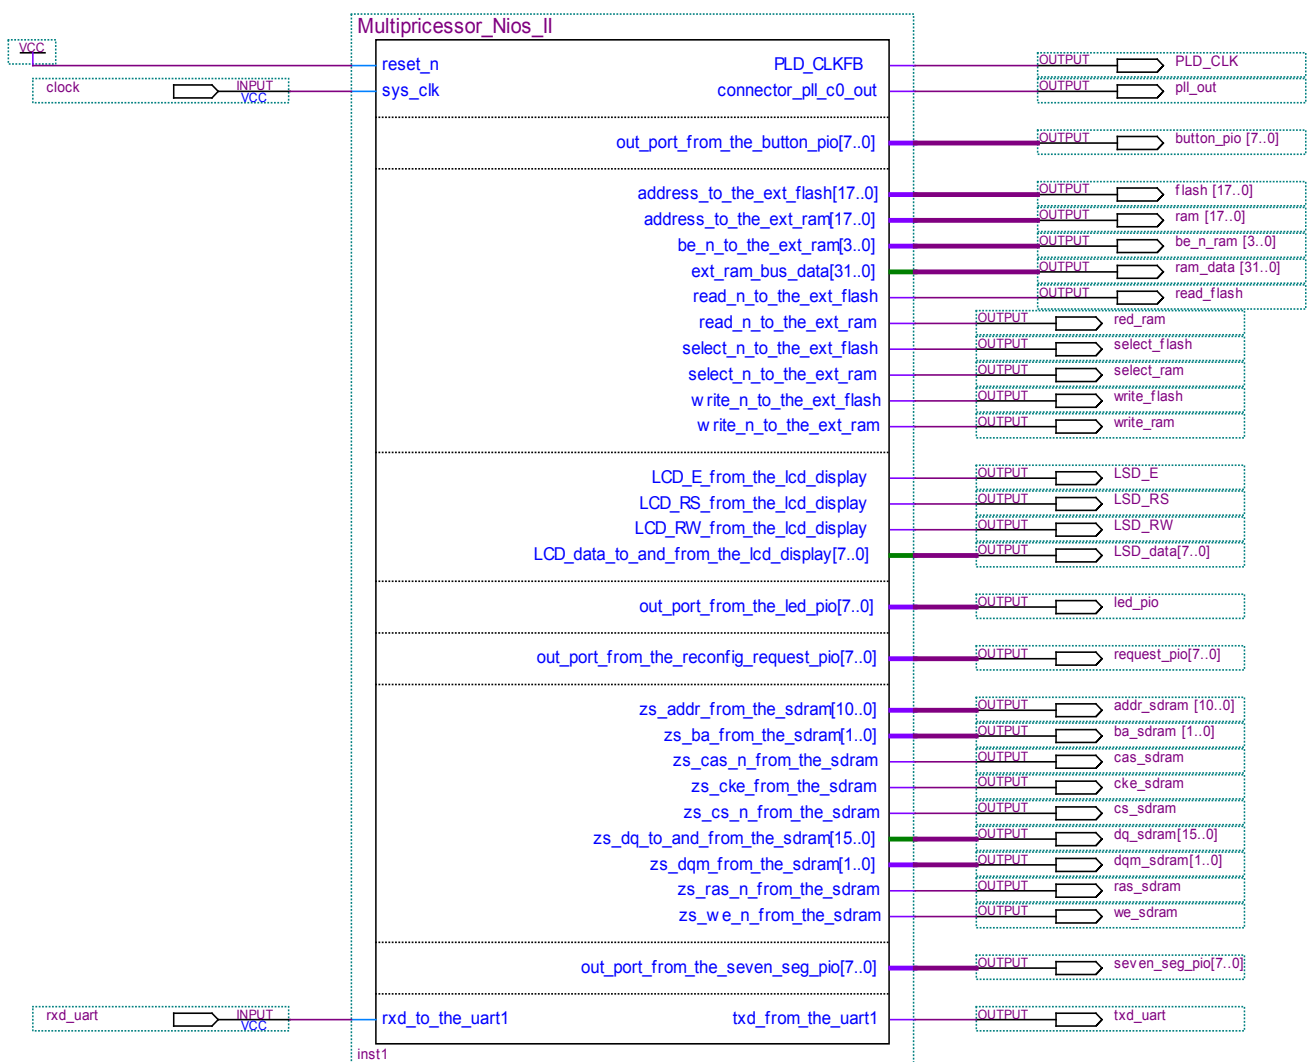 Multipricessor_Nios_II
VCC
reset_n PLD_CLKFB OUTPUT PLD_CLK
clock INPUT VCC sys_clk connector_pll_c0_out OUTPUT pll_out
out_port_from_the_button_pio[7..0] OUTPUT button_pio [7..0]
address_to_the_ext_flash[17..0] OUTPUT flash [17..0]
address_to_the_ext_ram[17..0] OUTPUT ram [17..0]
be_n_to_the_ext_ram[3..0] OUTPUT be_n_ram [3..0]
ext_ram_bus_data[31..0] OUTPUT ram_data [31..0]
read_n_to_the_ext_flash OUTPUT read_flash
read_n_to_the_ext_ram OUTPUT red_ram
select_n_to_the_ext_flash OUTPUT select_flash
select_n_to_the_ext_ram OUTPUT select_ram
write_n_to_the_ext_flash OUTPUT write_flash
write_n_to_the_ext_ram OUTPUT write_ram
LCD_E_from_the_lcd_display OUTPUT LSD_E
LCD_RS_from_the_lcd_display OUTPUT LSD_RS
LCD_RW_from_the_lcd_display OUTPUT LSD_RW
LCD_data_to_and_from_the_lcd_display[7..0] OUTPUT LSD_data[7..0]
out_port_from_the_led_pio[7..0] OUTPUT led_pio
out_port_from_the_reconfig_request_pio[7..0] OUTPUT request_pio[7..0]
zs_addr_from_the_sdram[10..0] OUTPUT addr_sdram [10..0]
zs_ba_from_the_sdram[1..0] OUTPUT ba_sdram [1..0]
zs_cas_n_from_the_sdram OUTPUT cas_sdram
zs_cke_from_the_sdram OUTPUT cke_sdram
zs_cs_n_from_the_sdram OUTPUT cs_sdram
zs_dq_to_and_from_the_sdram[15..0] OUTPUT dq_sdram[15..0]
zs_dqm_from_the_sdram[1..0] OUTPUT dqm_sdram[1..0]
zs_ras_n_from_the_sdram OUTPUT ras_sdram
zs_we_n_from_the_sdram OUTPUT we_sdram
out_port_from_the_seven_seg_pio[7..0] OUTPUT seven_seg_pio[7..0]
rxd_uart INPUT VCC rxd_to_the_uart1 txd_from_the_uart1 OUTPUT txd_uart
inst1